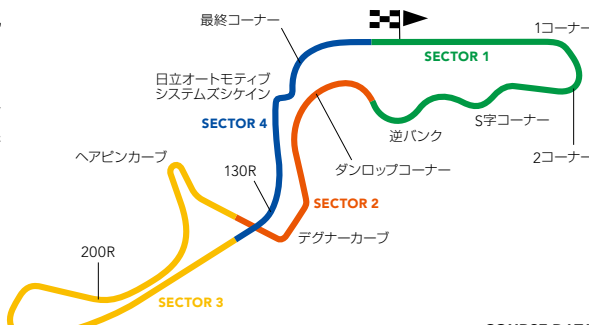 最終コーナー
1コーナー
SECTOR 1
日立オートモティブ
システムズシケイン
SECTOR 4
逆バンク
S字コーナー
2コーナー
ヘアピンカーブ
130R
ダンロップコーナー
SECTOR 2
デグナーカーブ
200R
SECTOR 3